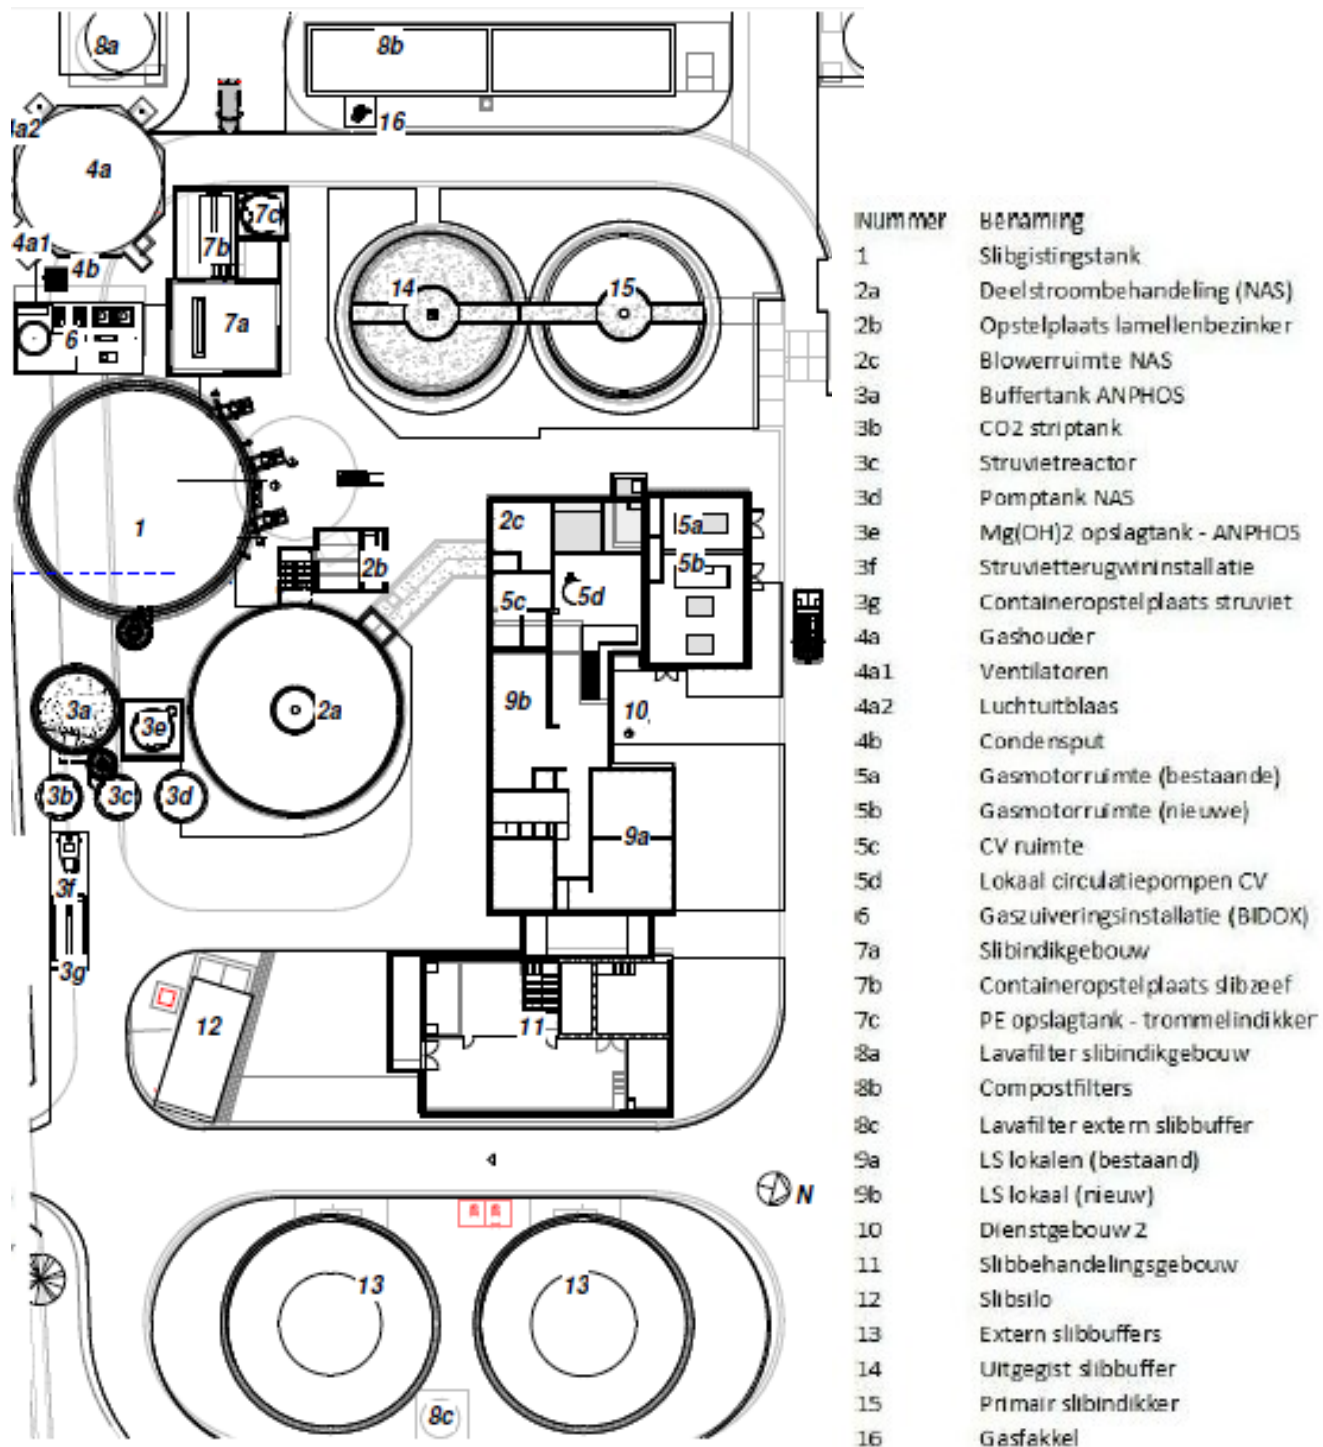 8a
8b
16
4a2
4a
7c
4a1
7b
4b
14
15
7a
6
1
2c
5a
2b
5b
5c
5d
3a
3e
2a
9b
10
3b
3c
3d
9a
3f
3g
12
11
N
13
13
8c
Nummer Benaming
1 Slibgistingstank
2a Deelstroombehandeling (NAS)
2b Opstelplaats lamellenbezinker
2c Blowerruimte NAS
3a Buffertank ANPHOS
3b CO2 striptank
3c Struvietreactor
3d Pomptank NAS
3e Mg(OH)2 opslagtank - ANPHOS
3f Struvietterugwininstallatie
3g Containeropstelplaats struviet
4a Gashouder
4a1 Ventilatoren
4a2 Luchtuitblaas
4b Condensput
5a Gasmotorruimte (bestaande)
5b Gasmotorruimte (nieuwe)
5c CV ruimte
5d Lokaal circulatiepompen CV
6 Gaszuiveringsinstallatie (BIDOX)
7a Slibindikgebouw
7b Containeropstelplaats slibzeef
7c PE opslagtank - trommelindikker
8a Lavafilter slibindikgebouw
8b Compostfilters
8c Lavafilter extern slibbuffer
9a LS lokalen (bestaand)
9b LS lokaal (nieuw)
10 Dienstgebouw 2
11 Slibbehandelingsgebouw
12 Slibsilo
13 Extern slibbuffers
14 Uitgegist slibbuffer
15 Primair slibindikker
16 Gasfakkel